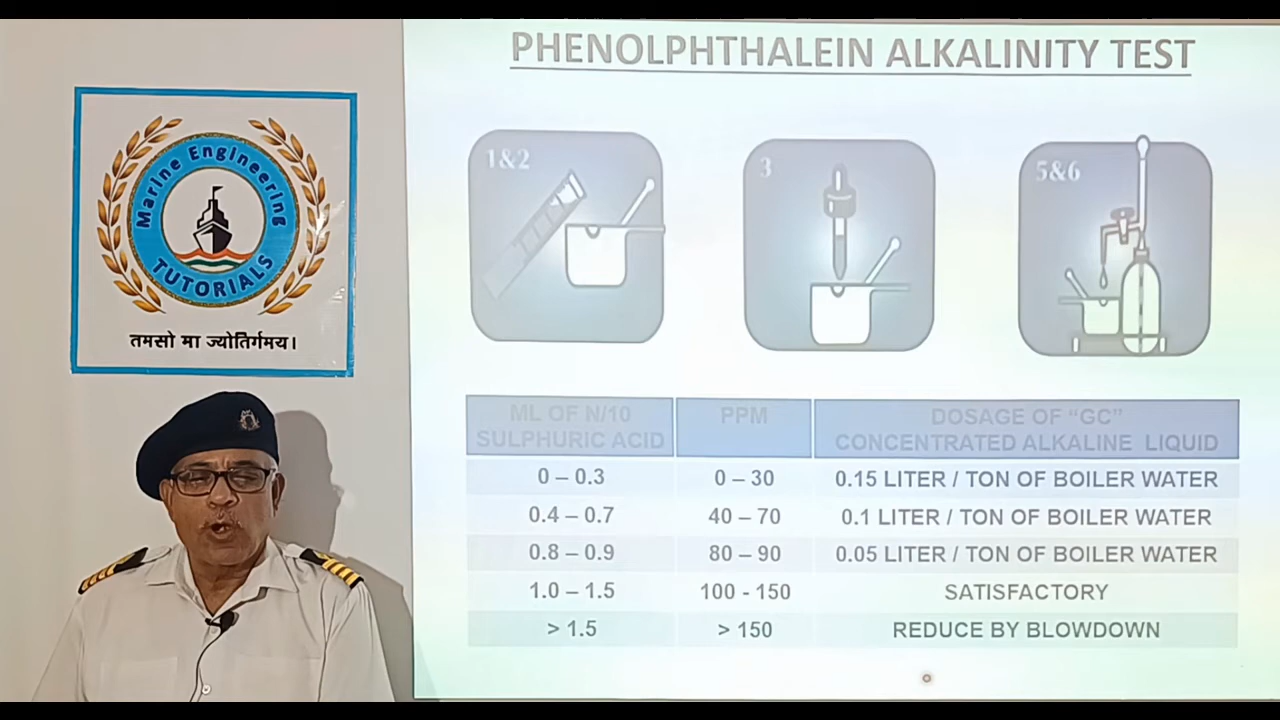 PHENOLPHTHALEIN ALKALINITY TEST
Marine Engineering
TUTORIALS
तमसो मा ज्योतिर्गमय।
1&2
3
5&6
ML OF N/10 SULPHURIC ACID PPM DOSAGE OF “GC” CONCENTRATED ALKALINE LIQUID
0 – 0.3 0 – 30 0.15 LITER / TON OF BOILER WATER
0.4 – 0.7 40 – 70 0.1 LITER / TON OF BOILER WATER
0.8 – 0.9 80 – 90 0.05 LITER / TON OF BOILER WATER
1.0 – 1.5 100 - 150 SATISFACTORY
> 1.5 > 150 REDUCE BY BLOWDOWN